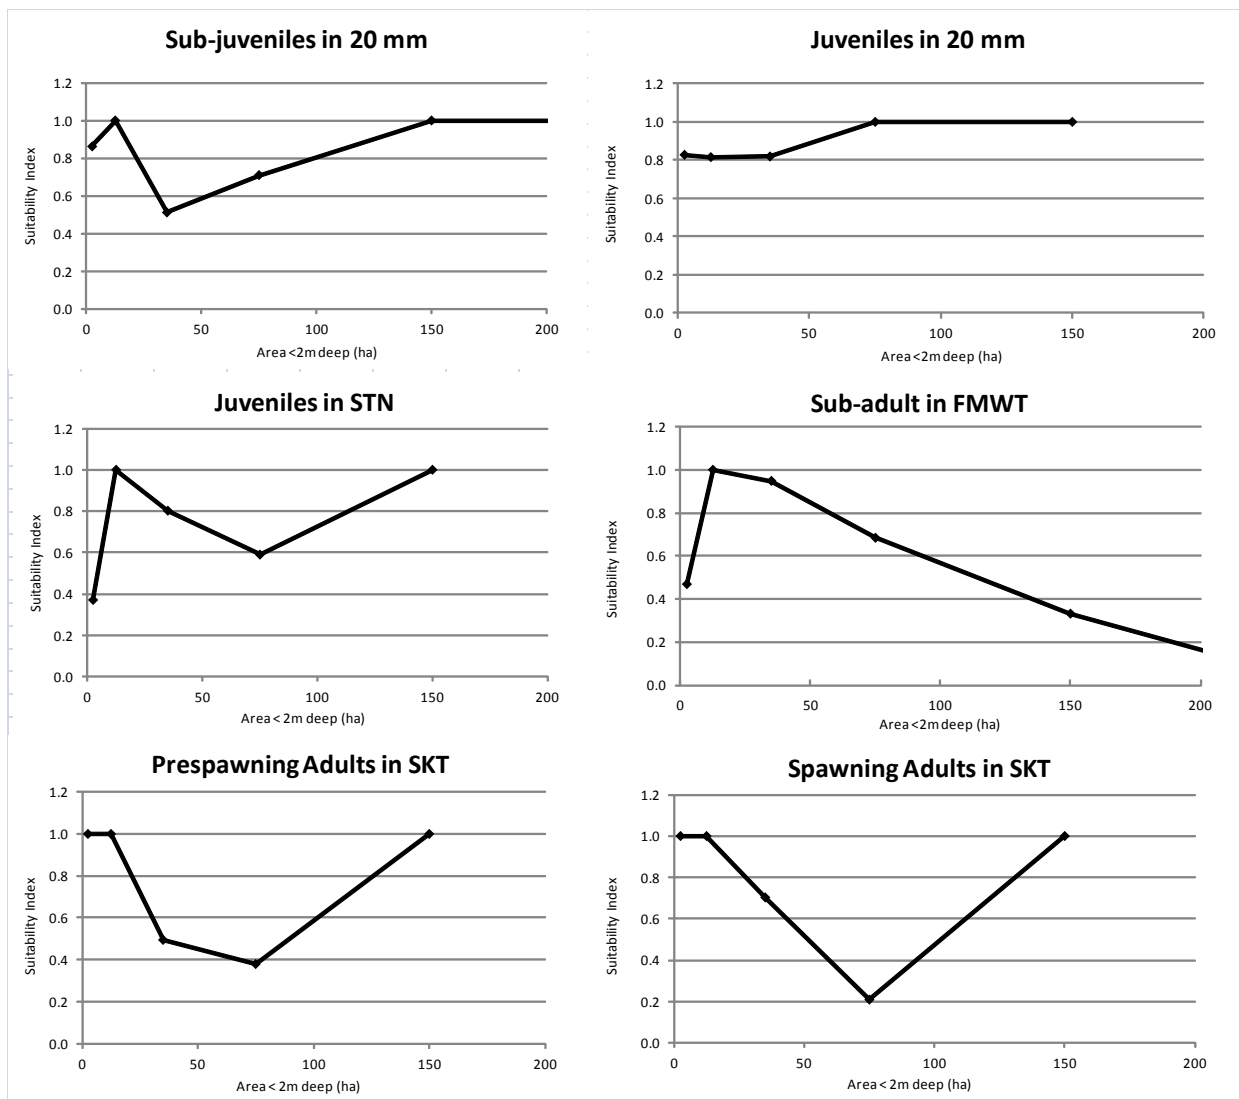 Sub-juveniles in 20 mm
Suitability Index
1.2
1.0
0.8
0.6
0.4
0.2
0.0
0 50 100 150 200
Area <2m deep (ha)
Juveniles in 20 mm
Suitability Index
1.2
1.0
0.8
0.6
0.4
0.2
0.0
0 50 100 150 200
Area <2m deep (ha)
Juveniles in STN
Suitability Index
1.2
1.0
0.8
0.6
0.4
0.2
0.0
0 50 100 150 200
Area < 2m deep (ha)
Sub-adult in FMWT
Suitability Index
1.2
1.0
0.8
0.6
0.4
0.2
0.0
0 50 100 150 200
Area <2m deep (ha)
Prespawning Adults in SKT
Suitability Index
1.2
1.0
0.8
0.6
0.4
0.2
0.0
0 50 100 150 200
Area < 2m deep (ha)
Spawning Adults in SKT
Suitability Index
1.2
1.0
0.8
0.6
0.4
0.2
0.0
0 50 100 150 200
Area < 2m deep (ha)